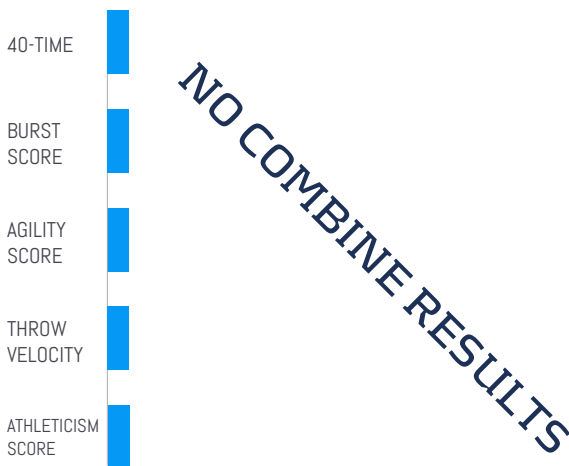 40-TIME
BURST
SCORE
AGILITY
SCORE
THROW
VELOCITY
ATHLETICISM
SCORE
NO COMBINE RESULTS